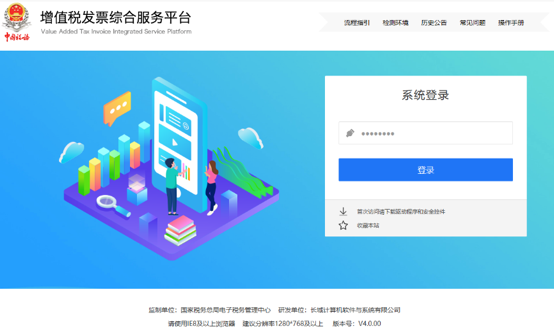 中国税务
增值税发票综合服务平台
Value Added Tax Invoice Integrated Service Platform
流程指引 检测环境 历史公告 常见问题 操作手册
系统登录
●●●●●●●●
登录
首次访问请下载驱动程序和安全控件
收藏本站
监制单位：国家税务总局电子税务管理中心 研发单位：长城计算机软件与系统有限公司
请使用IE8及以上浏览器 建议分辨率1280*768及以上 版本号：V4.0.00